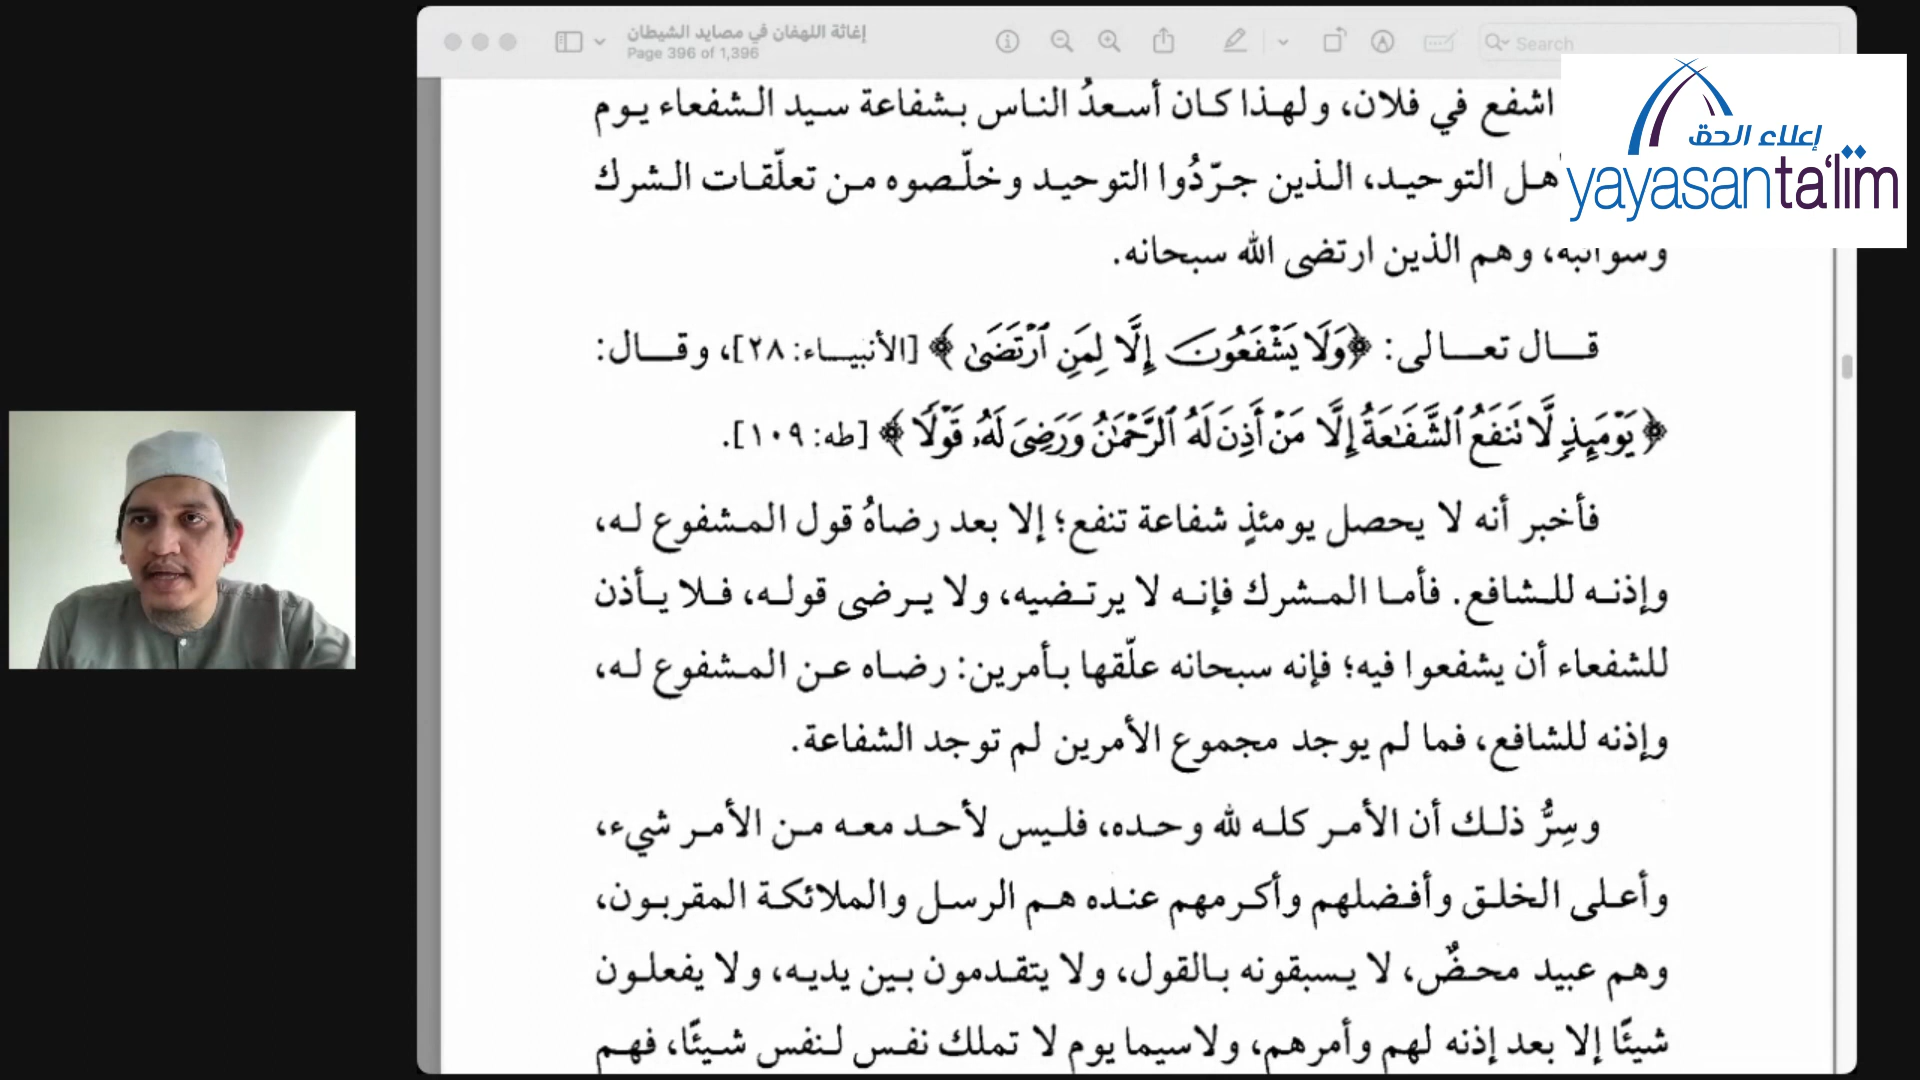 إغاثة اللهفان في مصايد الشيطان
Page 396 of 1,396
Search
إعلاء الحق
yayasanta'lim
اشفع في فلان، ولهذا كان أسعدُ الناس بشفاعة سيد الشفعاء يوم
التوحيد، الذين جرّدُوا التوحيد وخلّصوه من تعلّقات الشرك
وهم الذين ارتضى الله سبحانه.
قال تعالى: ﴿وَلَا يَشْفَعُونَ إِلَّا لِمَنِ ٱرْتَضَىٰ﴾ [الأنبياء: ٢٨]، وقال:
﴿يَوْمَئِذٍ لَّا تَنفَعُ ٱلشَّفَٰعَةُ إِلَّا مَنْ أَذِنَ لَهُ ٱلرَّحْمَٰنُ وَرَضِىَ لَهُۥ قَوْلًا﴾ [طه: ١٠٩].
فأخبر أنه لا يحصل يومئذٍ شفاعة تنفع؛ إلا بعد رضاهُ قول المشفوع له،
وإذنه للشافع. فأما المشرك فإنه لا يرتضيه، ولا يرضى قوله، فلا يأذن
للشفعاء أن يشفعوا فيه؛ فإنه سبحانه علّقها بأمرين: رضاه عن المشفوع له،
وإذنه للشافع، فما لم يوجد مجموع الأمرين لم توجد الشفاعة.
وسِرُّ ذلك أن الأمر كله لله وحده، فليس لأحد معه من الأمر شيء،
وأعلى الخلق وأفضلهم وأكرمهم عنده هم الرسل والملائكة المقربون،
وهم عبيد محضٌ، لا يسبقونه بالقول، ولا يتقدمون بين يديه، ولا يفعلون
شيئًا إلا بعد إذنه لهم وأمرهم، ولاسيما يوم لا تملك نفس لنفس شيئًا، فهم